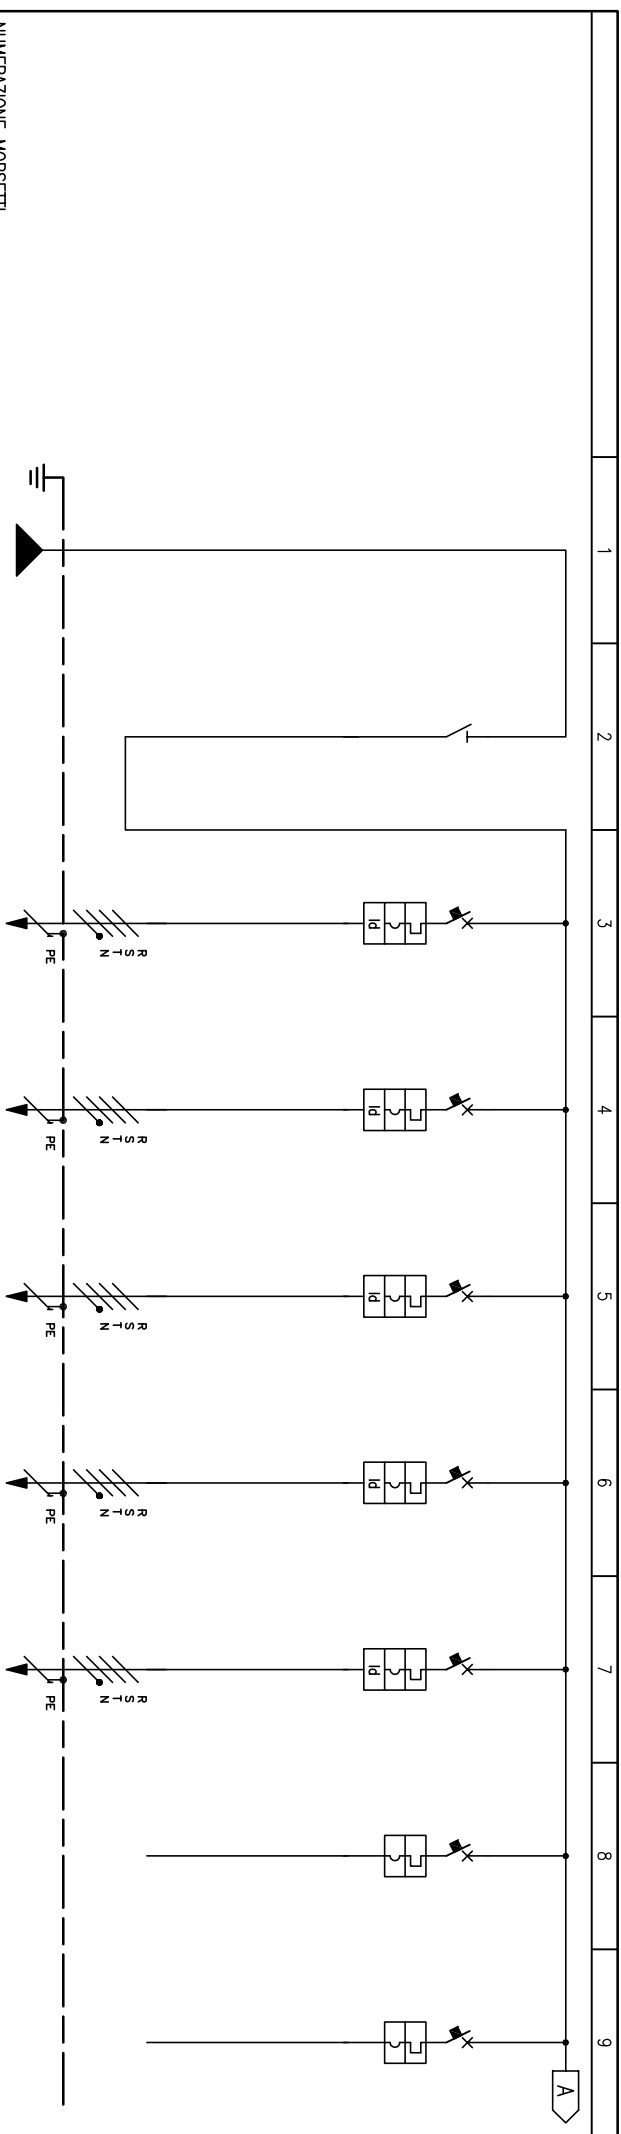 1 2 3 4 5 6 7 8 9
A
Id Id Id Id Id
R R R R R
S S S S S
T T T T T
N N N N N
PE PE PE PE PE
NUMERAZIONE MORSETTI